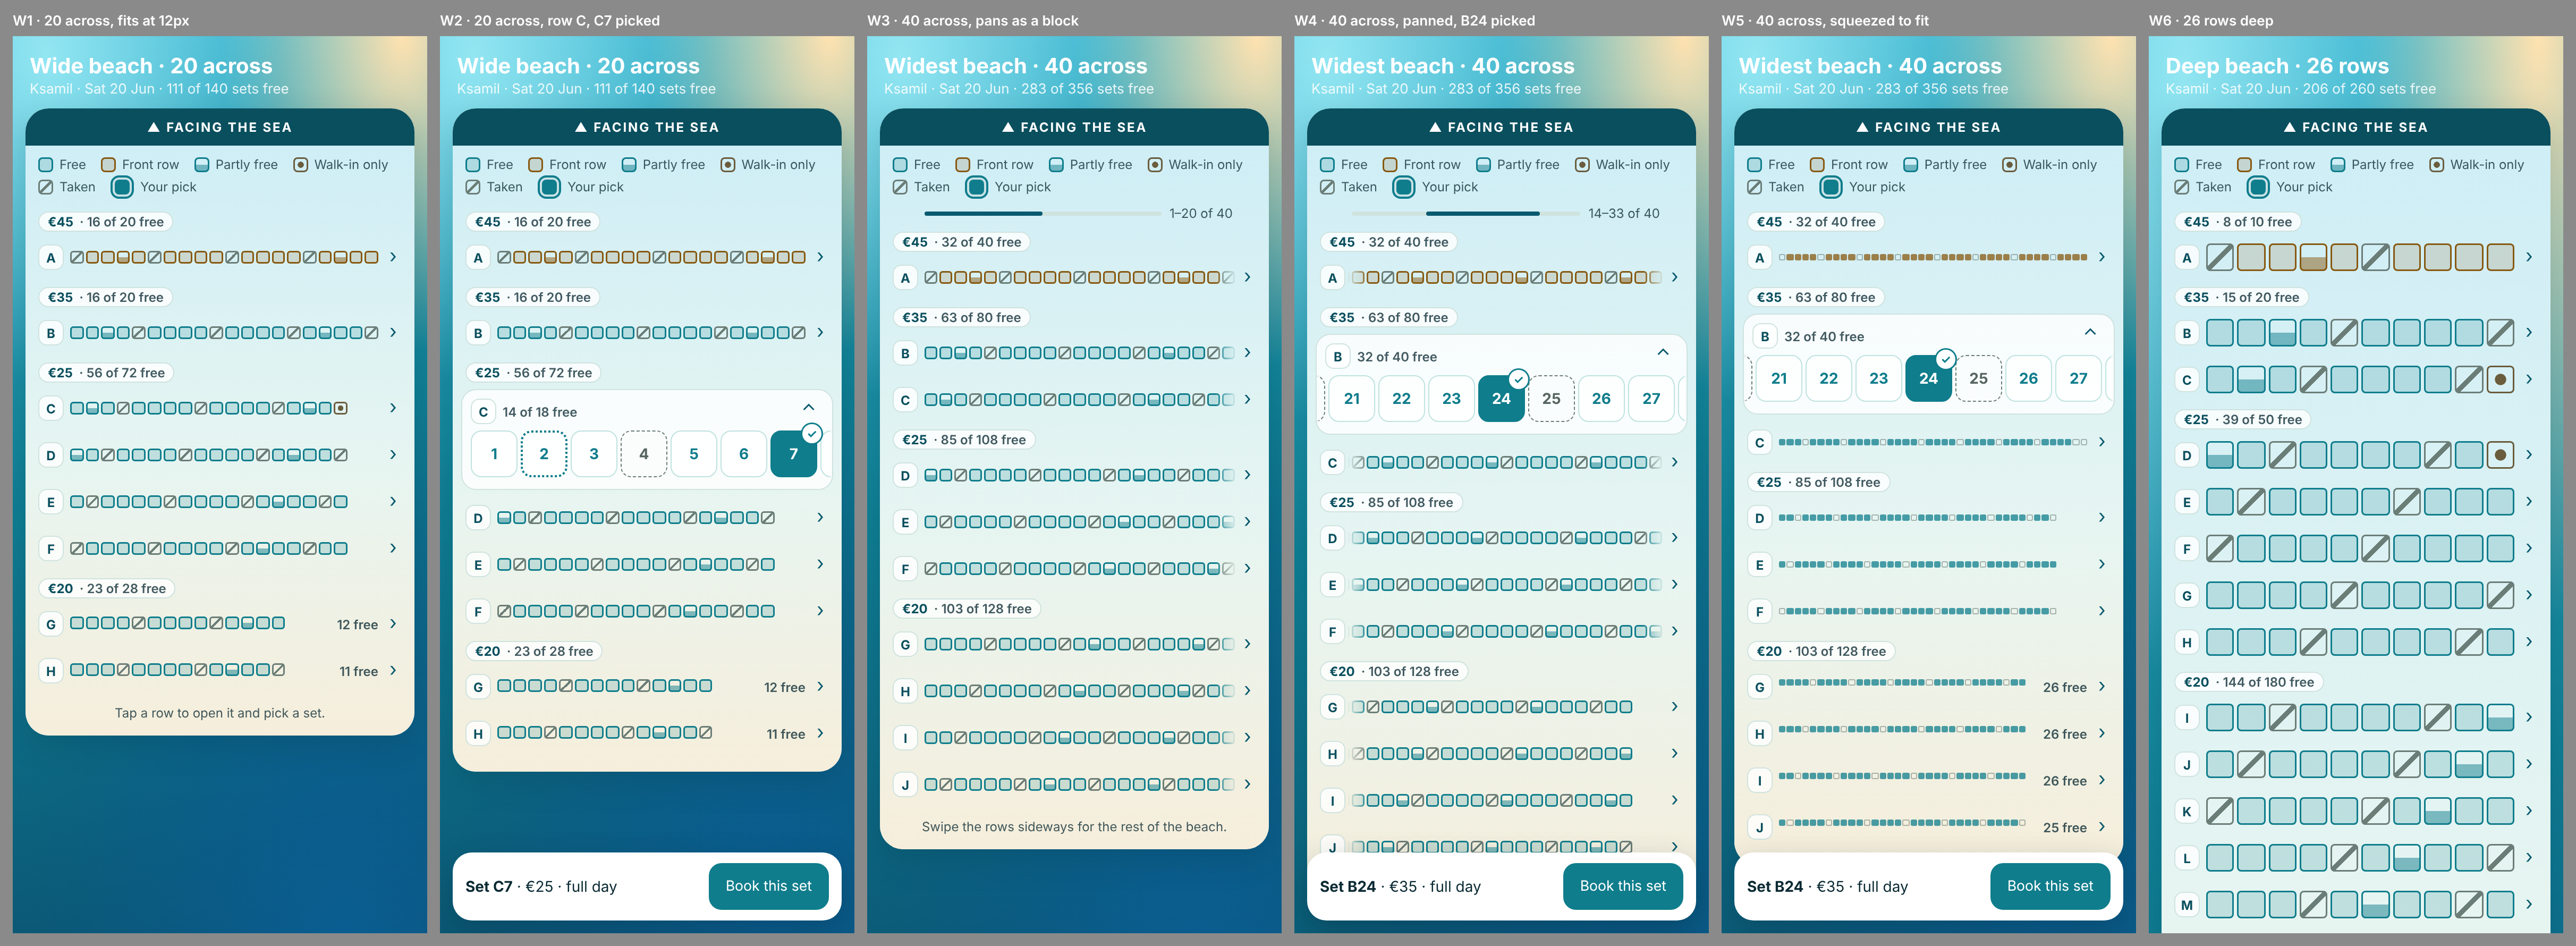 W1 · 20 across, fits at 12px
Wide beach · 20 across
Ksamil · Sat 20 Jun · 111 of 140 sets free
▲ FACING THE SEA
Free Front row Partly free Walk-in only
Taken Your pick
€45 · 16 of 20 free
A
€35 · 16 of 20 free
B
€25 · 56 of 72 free
C
D
E
F
€20 · 23 of 28 free
G 12 free
H 11 free
Tap a row to open it and pick a set.
W2 · 20 across, row C, C7 picked
Wide beach · 20 across
Ksamil · Sat 20 Jun · 111 of 140 sets free
▲ FACING THE SEA
Free Front row Partly free Walk-in only
Taken Your pick
€45 · 16 of 20 free
A
€35 · 16 of 20 free
B
€25 · 56 of 72 free
C 14 of 18 free
1 2 3 4 5 6 7
D
E
F
€20 · 23 of 28 free
G 12 free
H 11 free
Set C7 · €25 · full day Book this set
W3 · 40 across, pans as a block
Widest beach · 40 across
Ksamil · Sat 20 Jun · 283 of 356 sets free
▲ FACING THE SEA
Free Front row Partly free Walk-in only
Taken Your pick
1–20 of 40
€45 · 32 of 40 free
A
€35 · 63 of 80 free
B
C
€25 · 85 of 108 free
D
E
F
€20 · 103 of 128 free
G
H
I
J
Swipe the rows sideways for the rest of the beach.
W4 · 40 across, panned, B24 picked
Widest beach · 40 across
Ksamil · Sat 20 Jun · 283 of 356 sets free
▲ FACING THE SEA
Free Front row Partly free Walk-in only
Taken Your pick
14–33 of 40
€45 · 32 of 40 free
A
€35 · 63 of 80 free
B 32 of 40 free
21 22 23 24 25 26 27
C
€25 · 85 of 108 free
D
E
F
€20 · 103 of 128 free
G
H
I
J
Set B24 · €35 · full day Book this set
W5 · 40 across, squeezed to fit
Widest beach · 40 across
Ksamil · Sat 20 Jun · 283 of 356 sets free
▲ FACING THE SEA
Free Front row Partly free Walk-in only
Taken Your pick
€45 · 32 of 40 free
A
€35 · 63 of 80 free
B 32 of 40 free
21 22 23 24 25 26 27
C
€25 · 85 of 108 free
D
E
F
€20 · 103 of 128 free
G 26 free
H 26 free
I 26 free
J 25 free
Set B24 · €35 · full day Book this set
W6 · 26 rows deep
Deep beach · 26 rows
Ksamil · Sat 20 Jun · 206 of 260 sets free
▲ FACING THE SEA
Free Front row Partly free Walk-in only
Taken Your pick
€45 · 8 of 10 free
A
€35 · 15 of 20 free
B
C
€25 · 39 of 50 free
D
E
F
G
H
€20 · 144 of 180 free
I
J
K
L
M